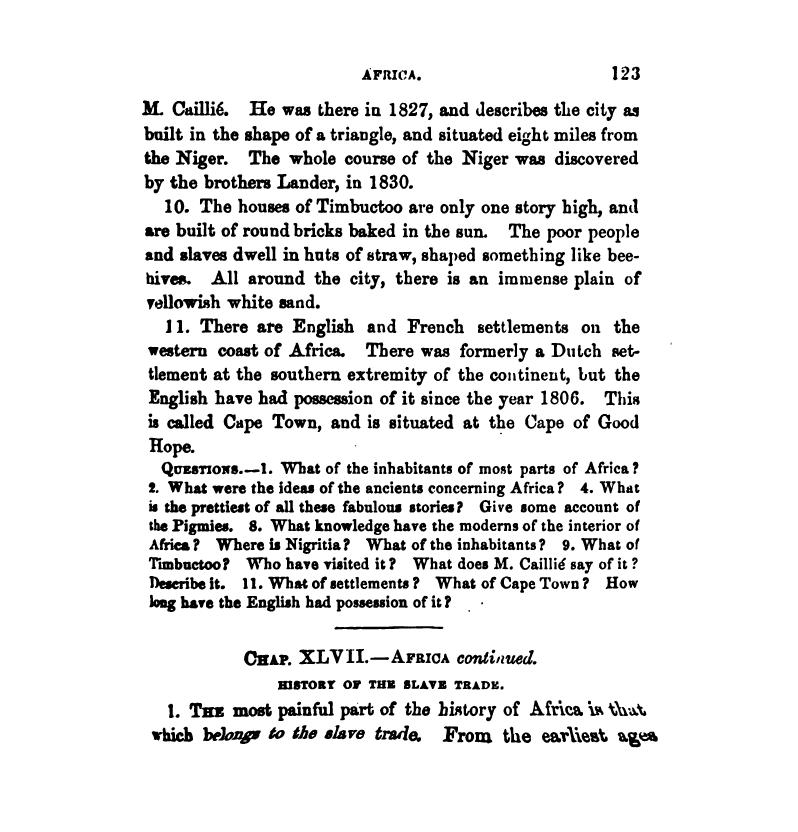 AFRICA. 123
M. Caillié. He was there in 1827, and describes the city as
built in the shape of a triangle, and situated eight miles from
the Niger. The whole course of the Niger was discovered
by the brothers Lander, in 1830.
10. The houses of Timbuctoo are only one story high, and
are built of round bricks baked in the sun. The poor people
and slaves dwell in huts of straw, shaped something like bee-
hives. All around the city, there is an immense plain of
yellowish white sand.
11. There are English and French settlements on the
western coast of Africa. There was formerly a Dutch set-
tlement at the southern extremity of the continent, but the
English have had possession of it since the year 1806. This
is called Cape Town, and is situated at the Cape of Good
Hope.
QUESTIONS.—1. What of the inhabitants of most parts of Africa?
2. What were the ideas of the ancients concerning Africa? 4. What
is the prettiest of all these fabulous stories? Give some account of
the Pigmies. 8. What knowledge have the moderns of the interior of
Africa? Where is Nigritia? What of the inhabitants? 9. What of
Timbuctoo? Who have visited it? What does M. Caillié say of it?
Describe it. 11. What of settlements? What of Cape Town? How
long have the English had possession of it?
CHAP. XLVII.—AFRICA continued.
HISTORY OF THE SLAVE TRADE.
1. THE most painful part of the history of Africa is that
which belongs to the slave trade. From the earliest ages